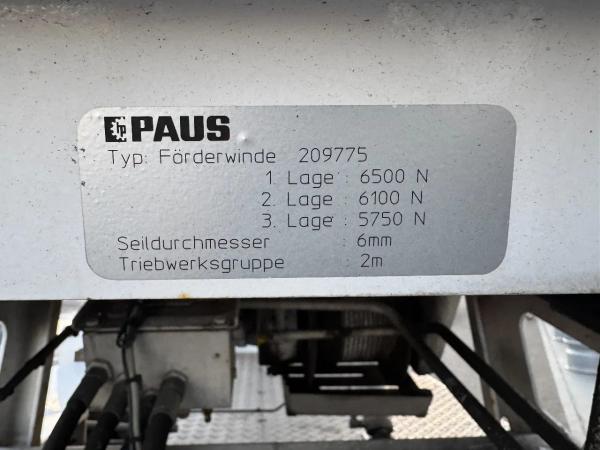 PAUS
Typ: Förderwinde 209775
1. Lage : 6500 N
2. Lage : 6100 N
3. Lage : 5750 N
Seildurchmesser : 6mm
Triebwerksgruppe : 2m